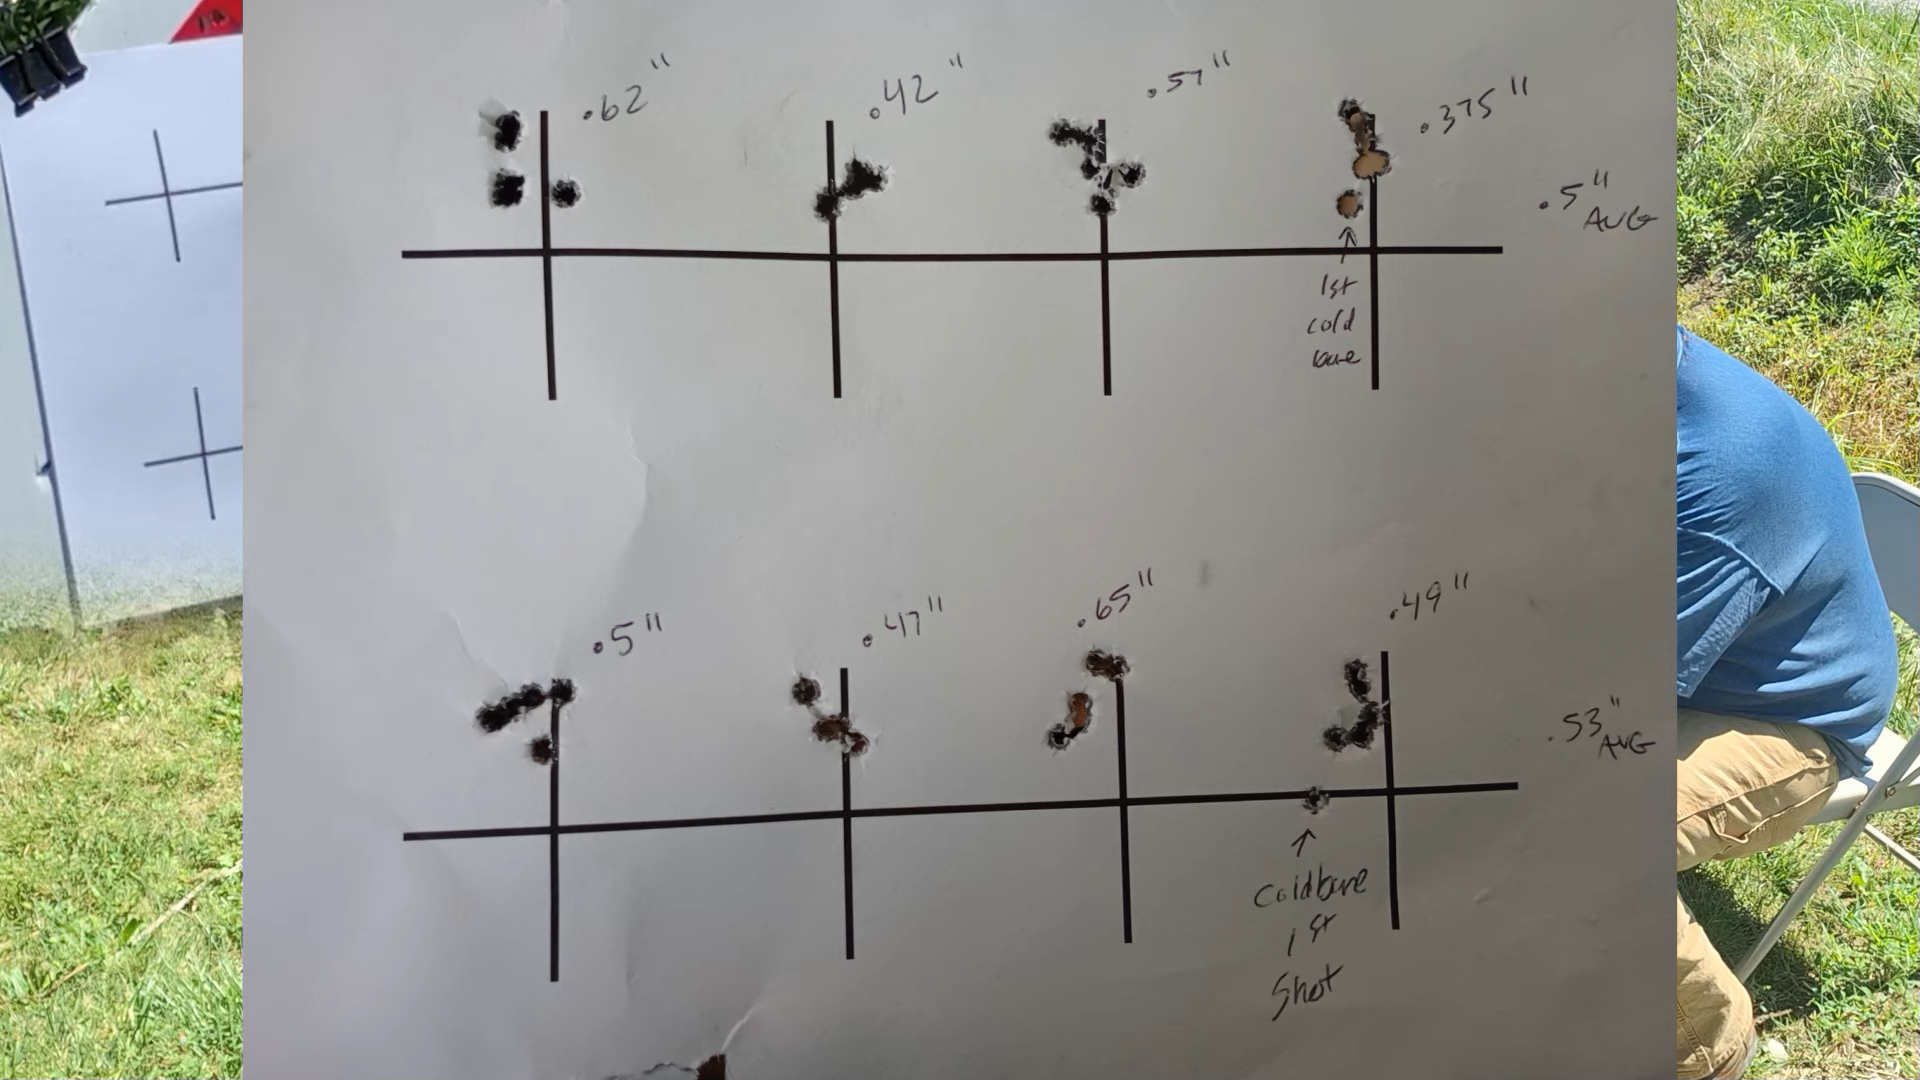 .62"
.42"
.57"
.375"
.5"
AVG
1st
cold
bore
.5"
.47"
.65"
.49"
.53"
AVG
Coldbore
1st
Shot